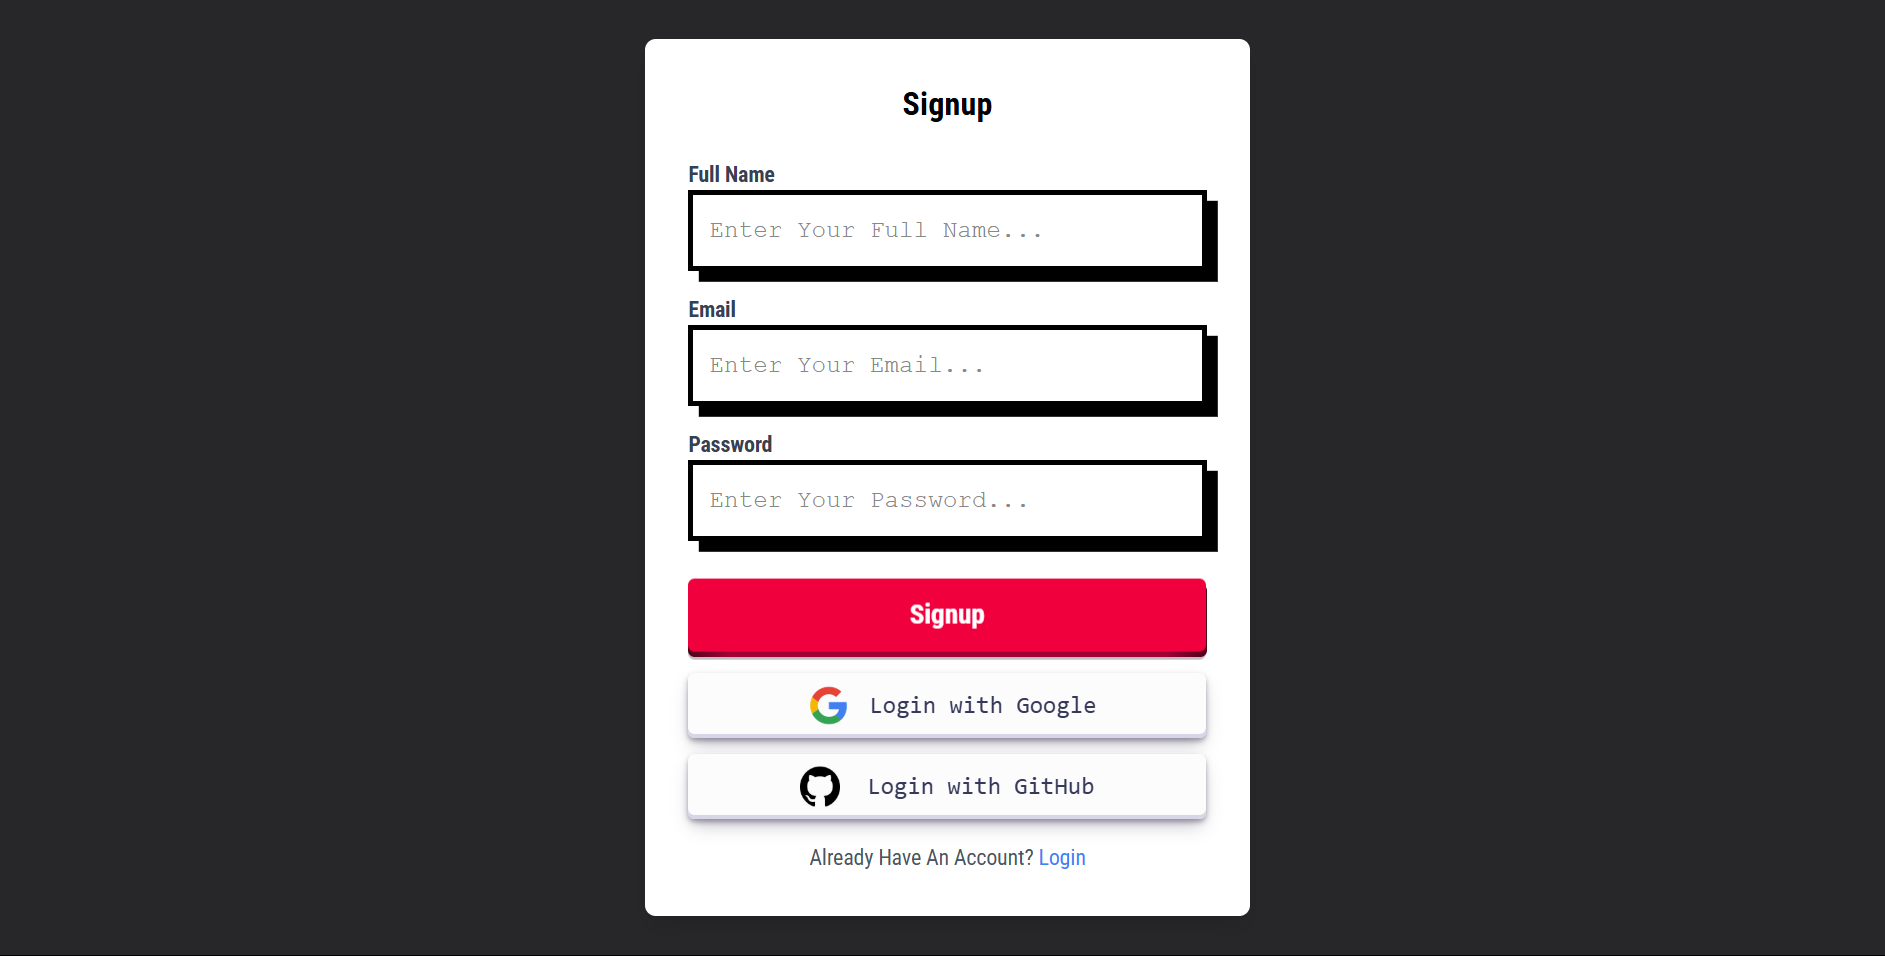 Signup
Full Name
Enter Your Full Name...
Email
Enter Your Email...
Password
Enter Your Password...
Signup
Login with Google
Login with GitHub
Already Have An Account? Login